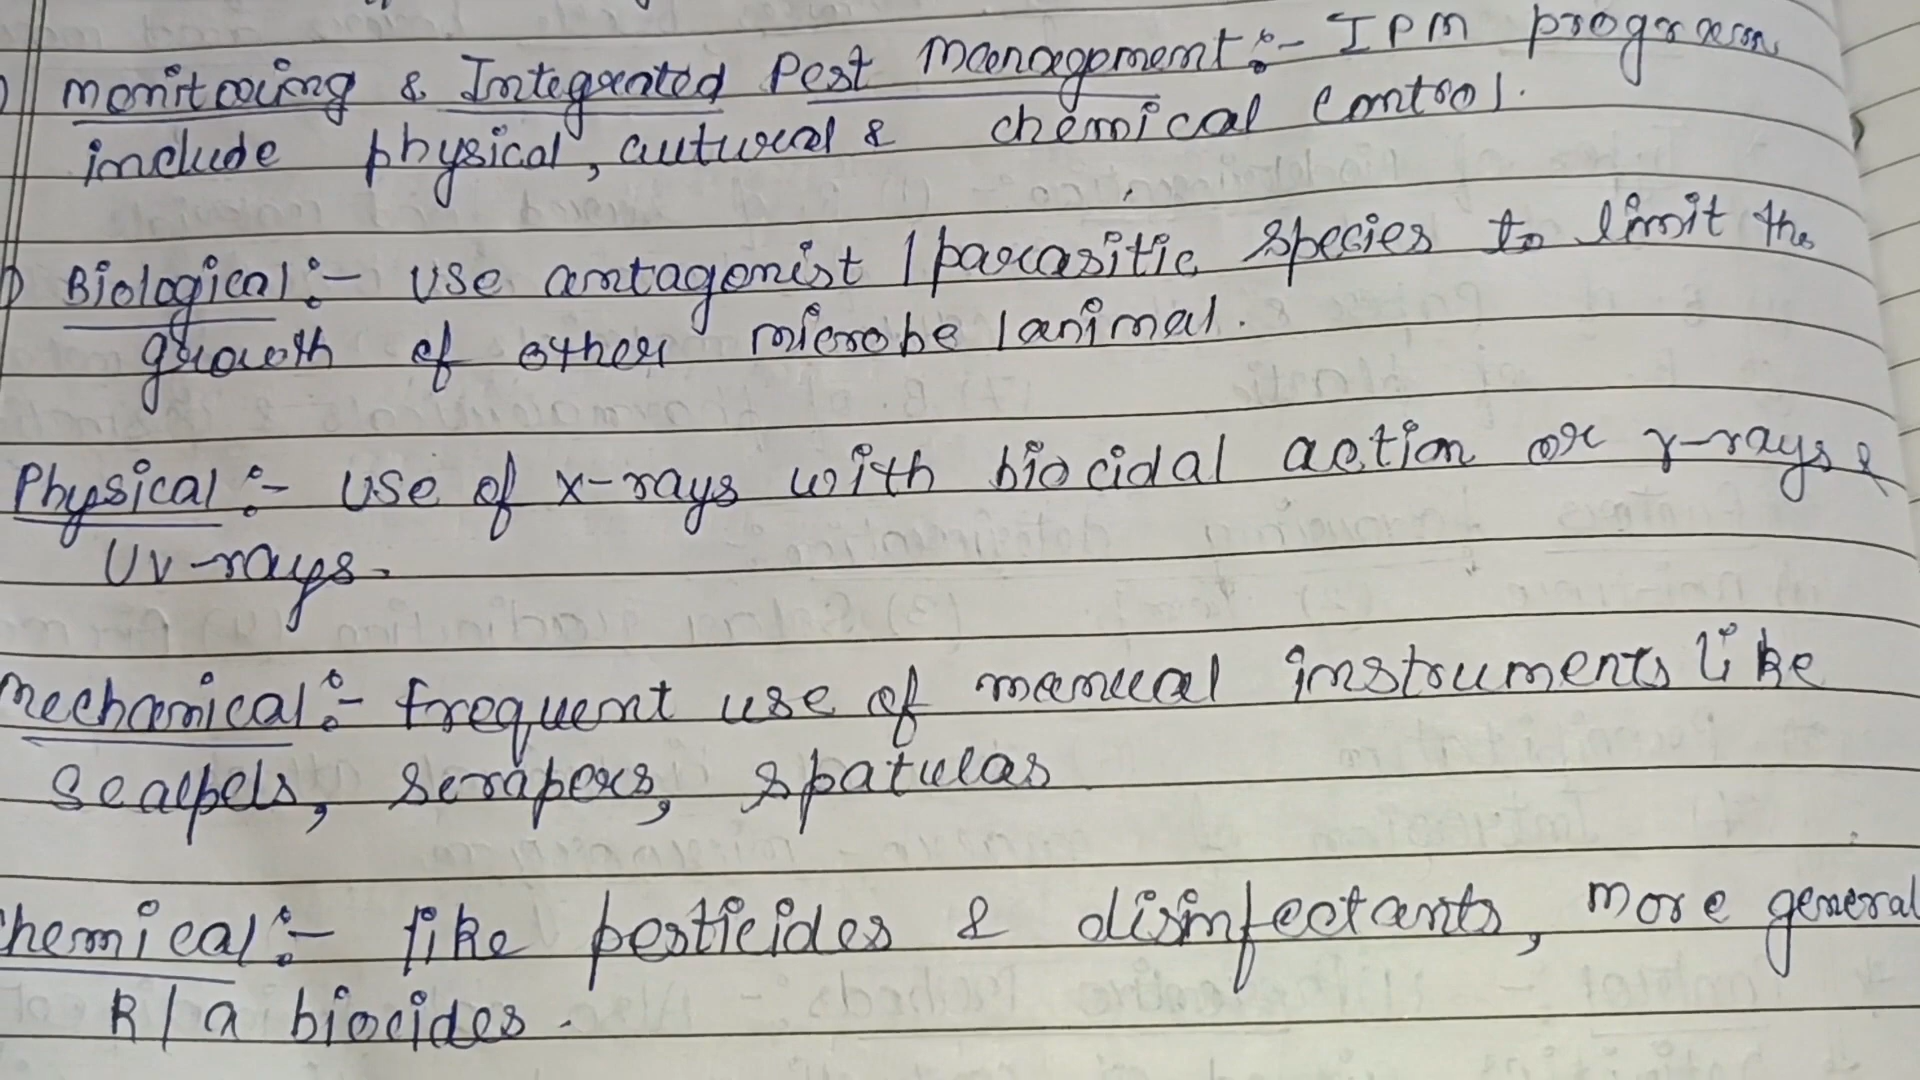 monitoring & Integrated Pest Management :- IPM program
include physical, cutural & chemical control.
Biological :- use antagonist / parasitic species to limit the
growth of other microbe / animal.
Physical :- use of x-rays with biocidal action or γ-rays &
UV-rays.
Mechanical :- frequent use of manual instruments like
scalpels, scrapers, spatulas
chemical :- like pesticides & disinfectants, more general
R/a biocides.